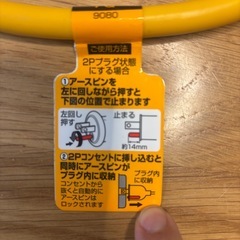 9080
ご使用方法
2Pプラグ状態
にする場合
①アースピンを
左に回しながら押すと
下図の位置で止まります
左回し
押す
止まる
約14mm
②2Pコンセントに挿し込むと
同時にアースピンが
プラグ内に収納
コンセントから
抜くと自動的に
アースピンは
ロックされます
プラグ内
に収納